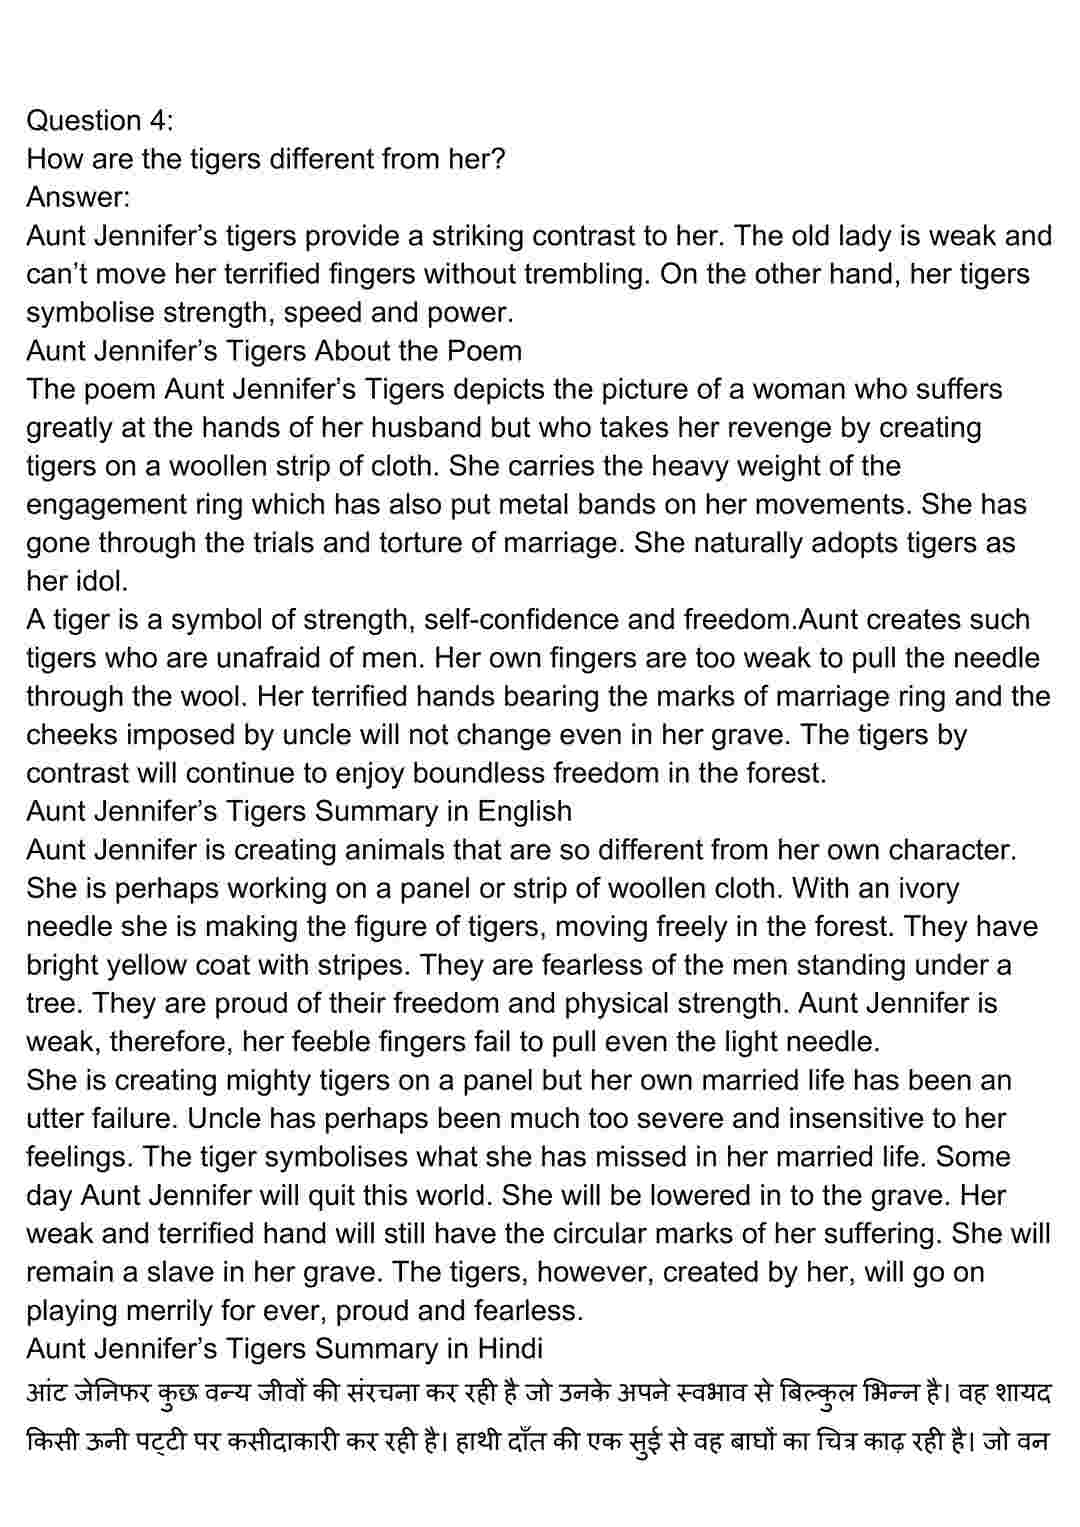 Question 4:
How are the tigers different from her?
Answer:
Aunt Jennifer’s tigers provide a striking contrast to her. The old lady is weak and
can’t move her terrified fingers without trembling. On the other hand, her tigers
symbolise strength, speed and power.
Aunt Jennifer’s Tigers About the Poem
The poem Aunt Jennifer’s Tigers depicts the picture of a woman who suffers
greatly at the hands of her husband but who takes her revenge by creating
tigers on a woollen strip of cloth. She carries the heavy weight of the
engagement ring which has also put metal bands on her movements. She has
gone through the trials and torture of marriage. She naturally adopts tigers as
her idol.
A tiger is a symbol of strength, self-confidence and freedom.Aunt creates such
tigers who are unafraid of men. Her own fingers are too weak to pull the needle
through the wool. Her terrified hands bearing the marks of marriage ring and the
cheeks imposed by uncle will not change even in her grave. The tigers by
contrast will continue to enjoy boundless freedom in the forest.
Aunt Jennifer’s Tigers Summary in English
Aunt Jennifer is creating animals that are so different from her own character.
She is perhaps working on a panel or strip of woollen cloth. With an ivory
needle she is making the figure of tigers, moving freely in the forest. They have
bright yellow coat with stripes. They are fearless of the men standing under a
tree. They are proud of their freedom and physical strength. Aunt Jennifer is
weak, therefore, her feeble fingers fail to pull even the light needle.
She is creating mighty tigers on a panel but her own married life has been an
utter failure. Uncle has perhaps been much too severe and insensitive to her
feelings. The tiger symbolises what she has missed in her married life. Some
day Aunt Jennifer will quit this world. She will be lowered in to the grave. Her
weak and terrified hand will still have the circular marks of her suffering. She will
remain a slave in her grave. The tigers, however, created by her, will go on
playing merrily for ever, proud and fearless.
Aunt Jennifer’s Tigers Summary in Hindi
आंट जेनिफर कुछ वन्य जीवों की संरचना कर रही है जो उनके अपने स्वभाव से बिल्कुल भिन्न है। वह शायद
किसी ऊनी पट्टी पर कसीदाकारी कर रही है। हाथी दाँत की एक सुई से वह बाघों का चित्र काढ़ रही है। जो वन